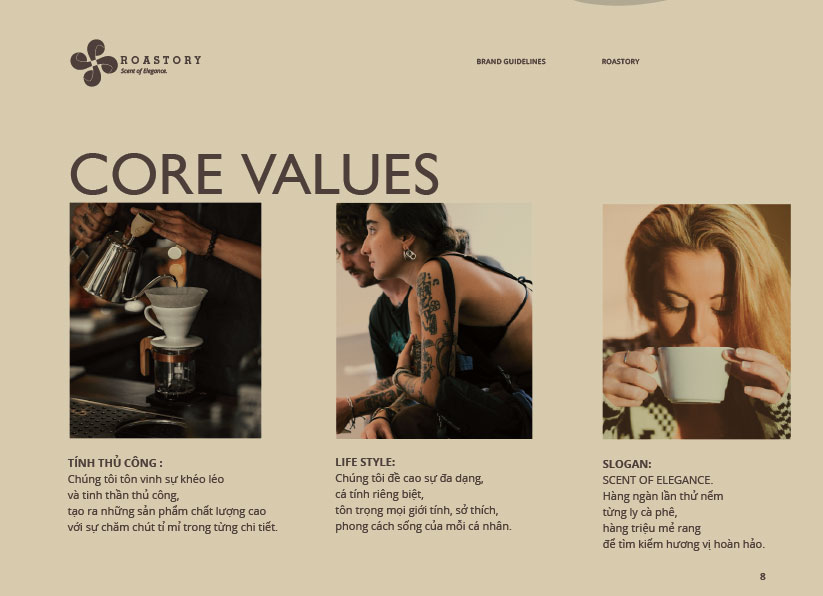 ROASTORY
Scent of Elegance.
BRAND GUIDELINES
ROASTORY
CORE VALUES
TÍNH THỦ CÔNG :
Chúng tôi tôn vinh sự khéo léo
và tinh thần thủ công,
tạo ra những sản phẩm chất lượng cao
với sự chăm chút tỉ mỉ trong từng chi tiết.
LIFE STYLE:
Chúng tôi đề cao sự đa dạng,
cá tính riêng biệt,
tôn trọng mọi giới tính, sở thích,
phong cách sống của mỗi cá nhân.
SLOGAN:
SCENT OF ELEGANCE.
Hàng ngàn lần thử nếm
từng ly cà phê,
hàng triệu mẻ rang
để tìm kiếm hương vị hoàn hảo.
8